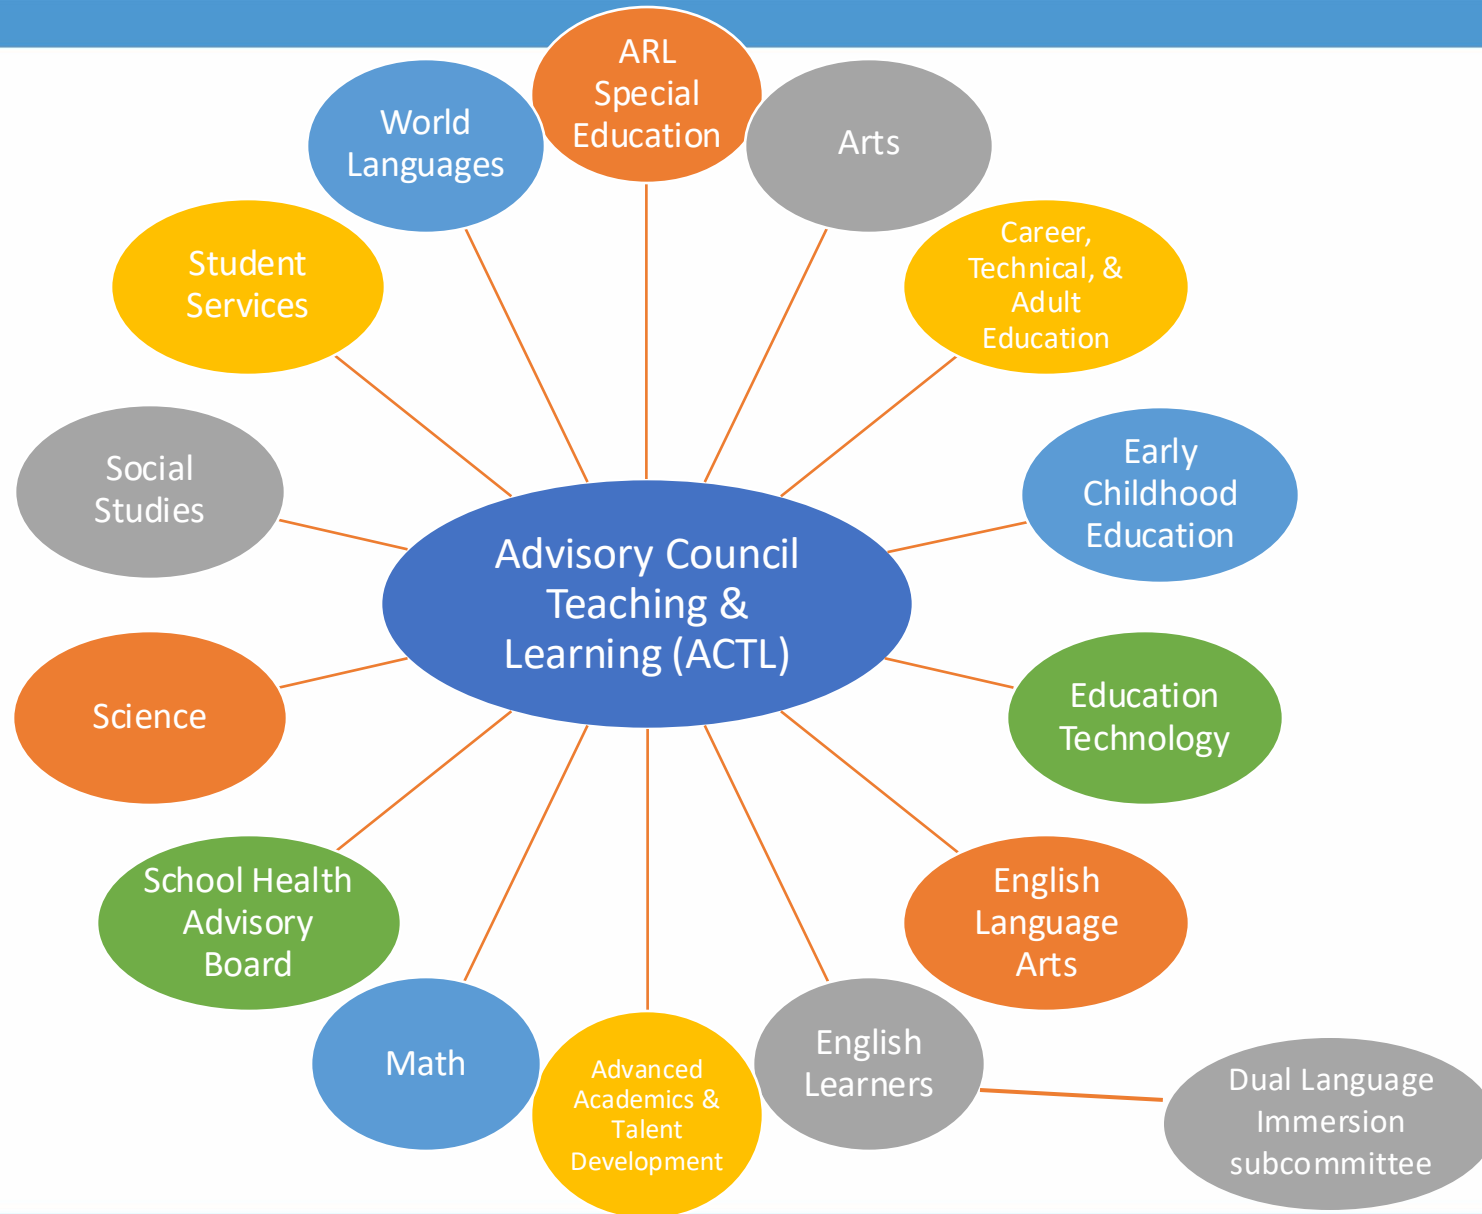 ARL
Special
Education
Arts
Career,
Technical, &
Adult
Education
Early
Childhood
Education
Education
Technology
English
Language
Arts
English
Learners
Dual Language
Immersion
subcommittee
Advanced
Academics &
Talent
Development
Math
School Health
Advisory
Board
Science
Social
Studies
Student
Services
World
Languages
Advisory Council
Teaching &
Learning (ACTL)